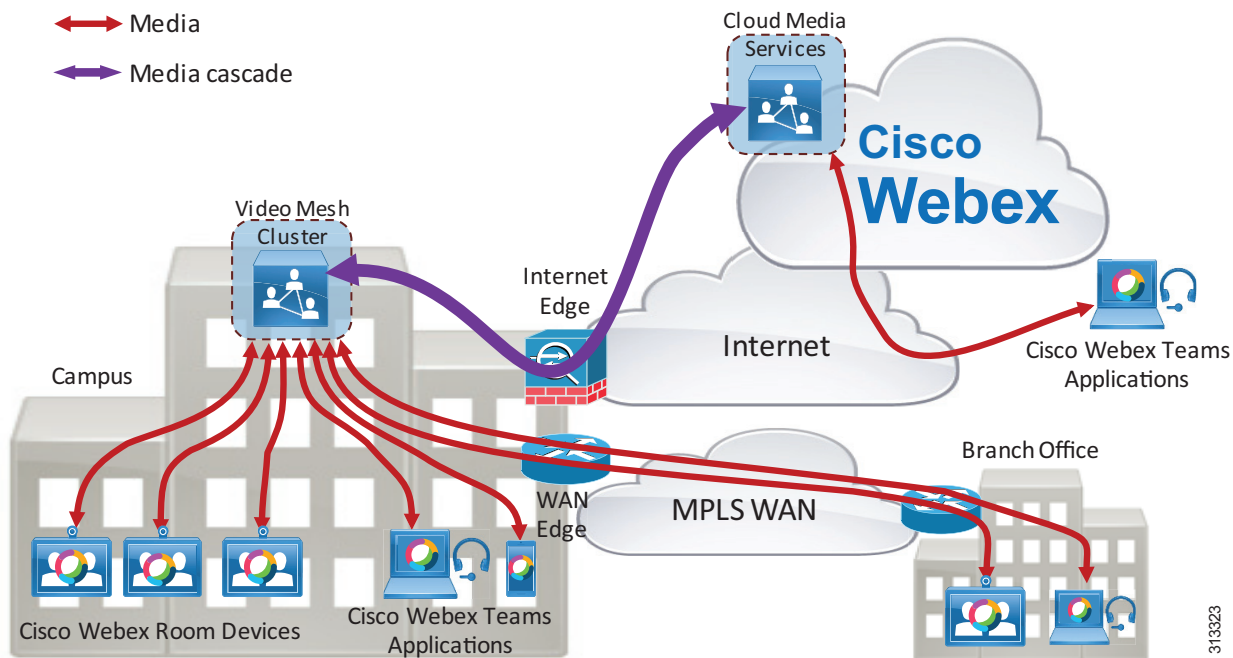 Media
Media cascade
Cloud Media
Services
Cisco
Webex
Video Mesh
Cluster
Internet
Edge
Internet
Cisco Webex Teams
Applications
Campus
Branch Office
WAN
Edge
MPLS WAN
Cisco Webex Room Devices
Cisco Webex Teams
Applications
313323